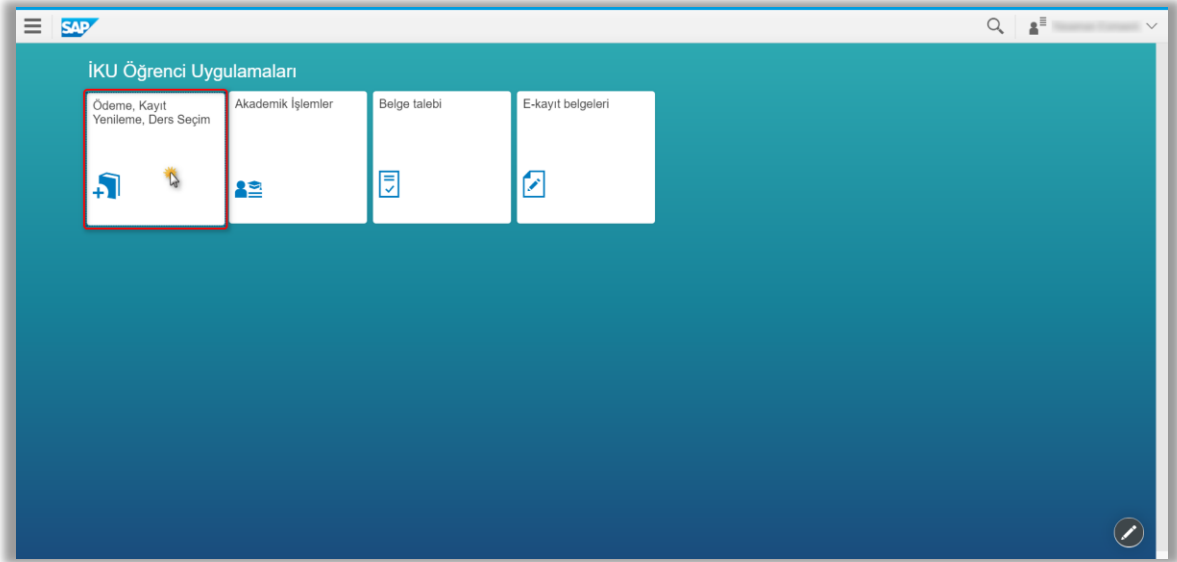 SAP
İKU Öğrenci Uygulamaları
Ödeme, Kayıt
Yenileme, Ders Seçim
Akademik İşlemler
Belge talebi
E-kayıt belgeleri